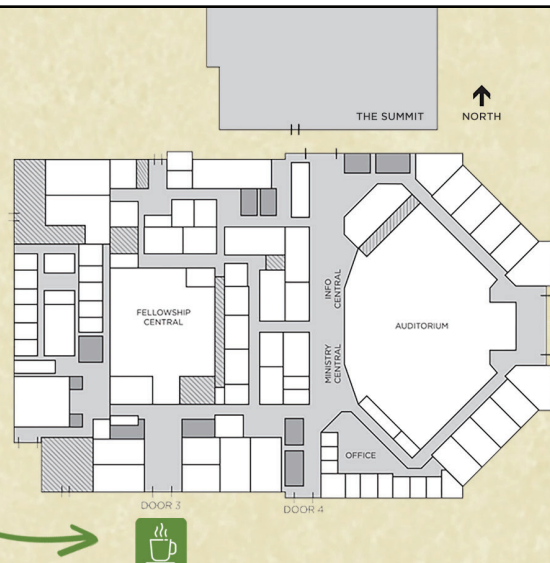 THE SUMMIT
NORTH
INFO
CENTRAL
FELLOWSHIP
CENTRAL
AUDITORIUM
MINISTRY
CENTRAL
OFFICE
DOOR 3
DOOR 4